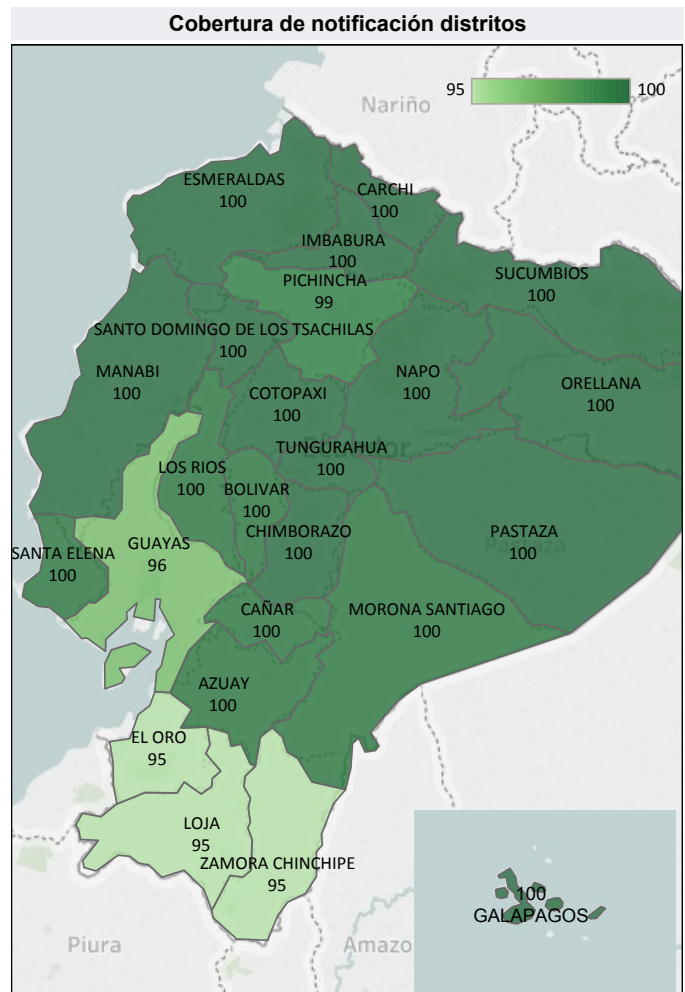 Cobertura de notificación distritos
95
100
Nariño
ESMERALDAS
100
CARCHI
100
IMBABURA
100
SUCUMBIOS
100
PICHINCHA
99
SANTO DOMINGO DE LOS TSACHILAS
100
MANABI
100
NAPO
100
ORELLANA
100
COTOPAXI
100
TUNGURAHUA
100
LOS RIOS
100
BOLIVAR
100
CHIMBORAZO
100
PASTAZA
100
Pastaza
SANTA ELENA
100
GUAYAS
96
CAÑAR
100
MORONA SANTIAGO
100
AZUAY
100
EL ORO
95
LOJA
95
ZAMORA CHINCHIPE
95
100
GALAPAGOS
Piura
Amazo